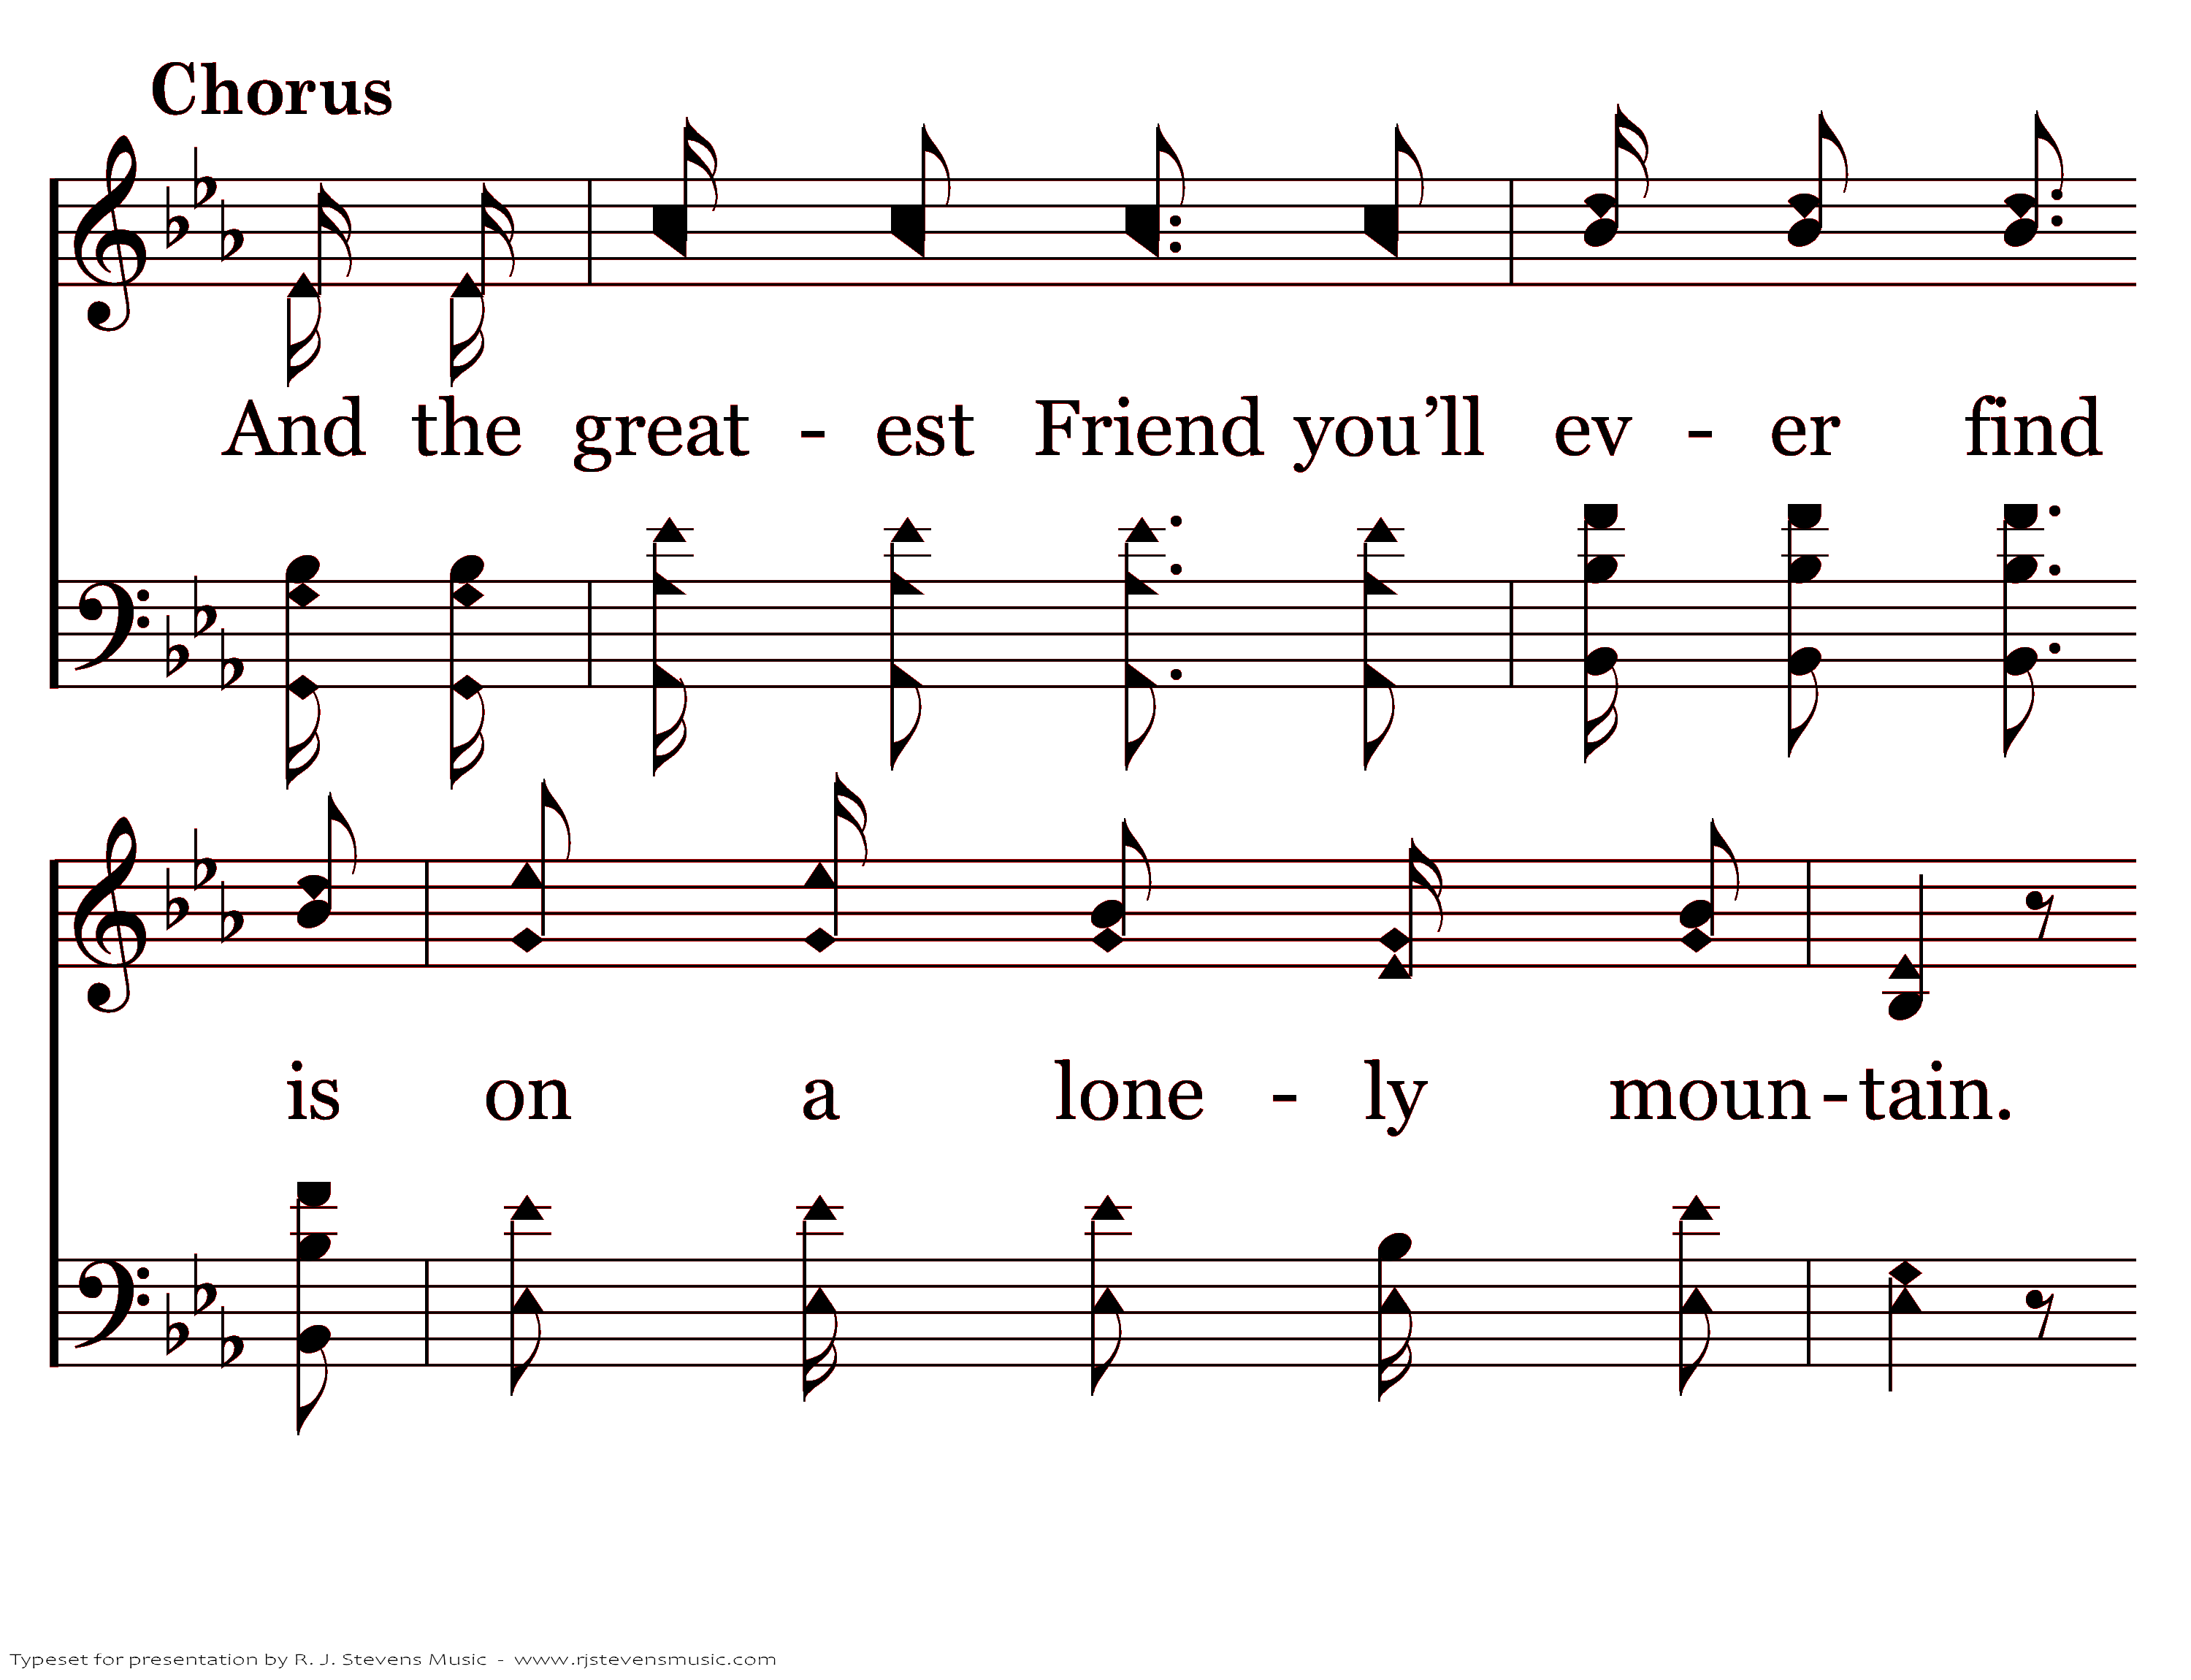 Chorus
And the great - est Friend you’ll ev - er find
is on a lone - ly moun - tain.
Typeset for presentation by R. J. Stevens Music - www.rjstevensmusic.com